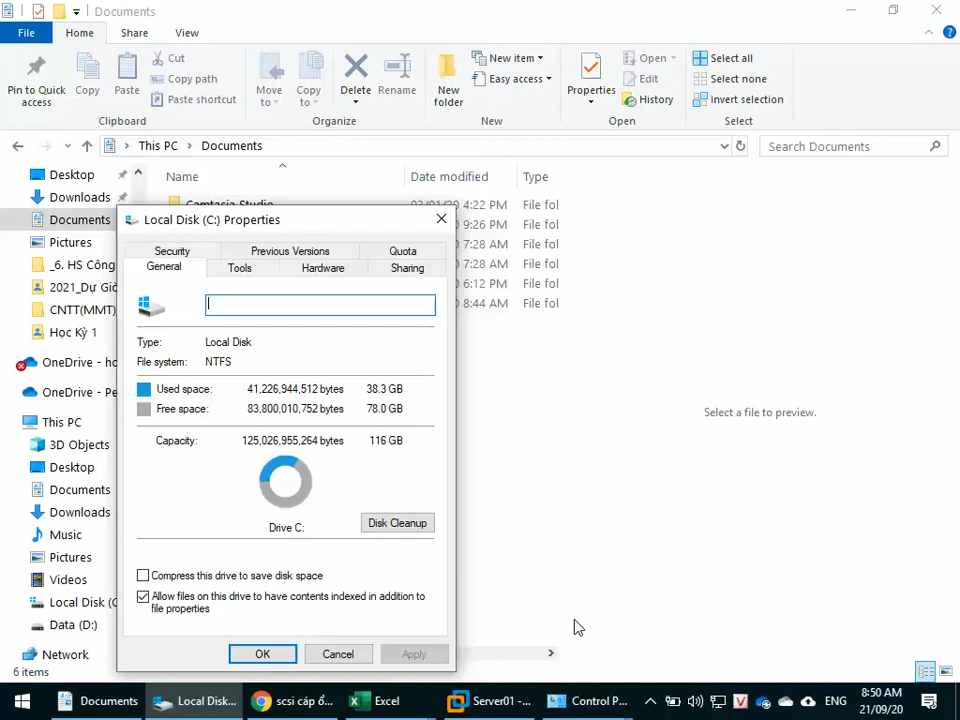 Documents
File Home Share View
Pin to Quick access
Copy
Paste
Cut
Copy path
Paste shortcut
Clipboard
Move to
Copy to
Delete
Rename
Organize
New folder
New item
Easy access
New
Properties
Open
Edit
History
Open
Select all
Select none
Invert selection
Select
This PC Documents
Search Documents
Name Date modified Type
Desktop
Downloads
Documents
Pictures
_6. HS Công
2021_Dự Giờ
CNTT(MMT)
Học Kỳ 1
OneDrive - ho
OneDrive - Pe
This PC
3D Objects
Desktop
Documents
Downloads
Music
Pictures
Videos
Local Disk (C
Data (D:)
Network
Camtasia Studio 4:22 PM File fol
0 9:26 PM File fol
0 7:28 AM File fol
0 7:28 AM File fol
0 6:12 PM File fol
0 8:44 AM File fol
Select a file to preview.
Local Disk (C:) Properties
Security Previous Versions Quota
General Tools Hardware Sharing
Type: Local Disk
File system: NTFS
Used space: 41,226,944,512 bytes 38.3 GB
Free space: 83,800,010,752 bytes 78.0 GB
Capacity: 125,026,955,264 bytes 116 GB
Drive C:
Disk Cleanup
Compress this drive to save disk space
Allow files on this drive to have contents indexed in addition to
file properties
OK Cancel Apply
6 items
Documents
Local Disk...
scsi cáp ổ...
Excel
Server01 -...
Control P...
ENG
8:50 AM
21/09/20